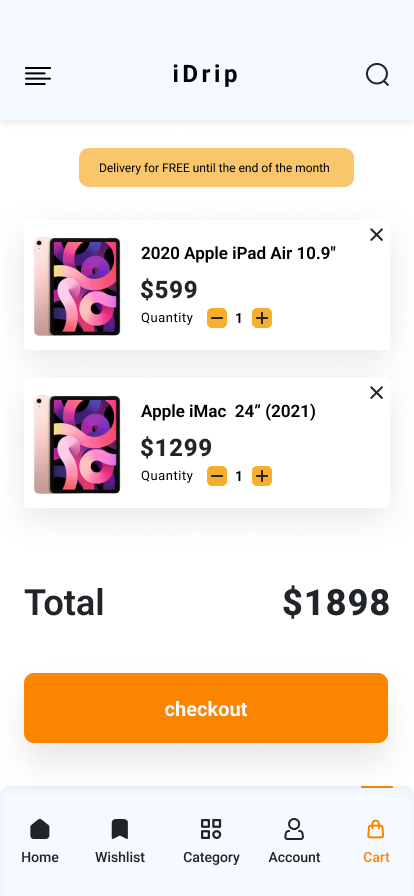 iDrip
Delivery for FREE until the end of the month
2020 Apple iPad Air 10.9"
$599
Quantity 1
Apple iMac 24” (2021)
$1299
Quantity 1
Total $1898
checkout
Home Wishlist Category Account Cart